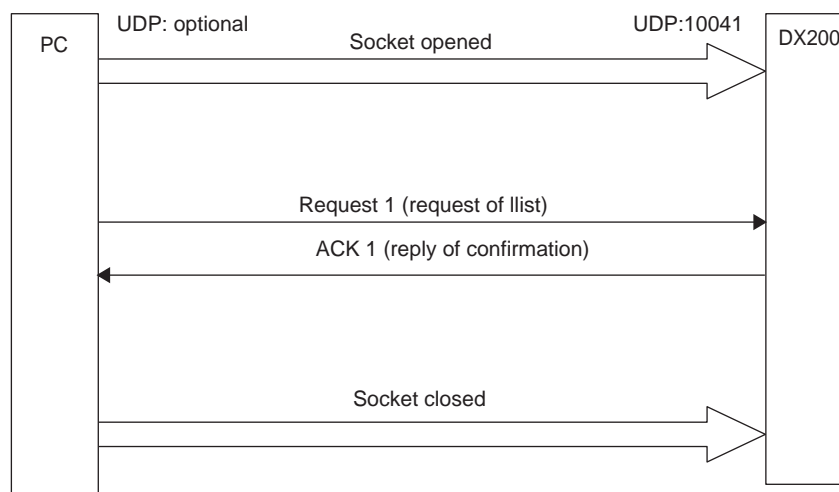 UDP: optional
UDP:10041
PC
Socket opened
DX200
Request 1 (request of llist)
ACK 1 (reply of confirmation)
Socket closed